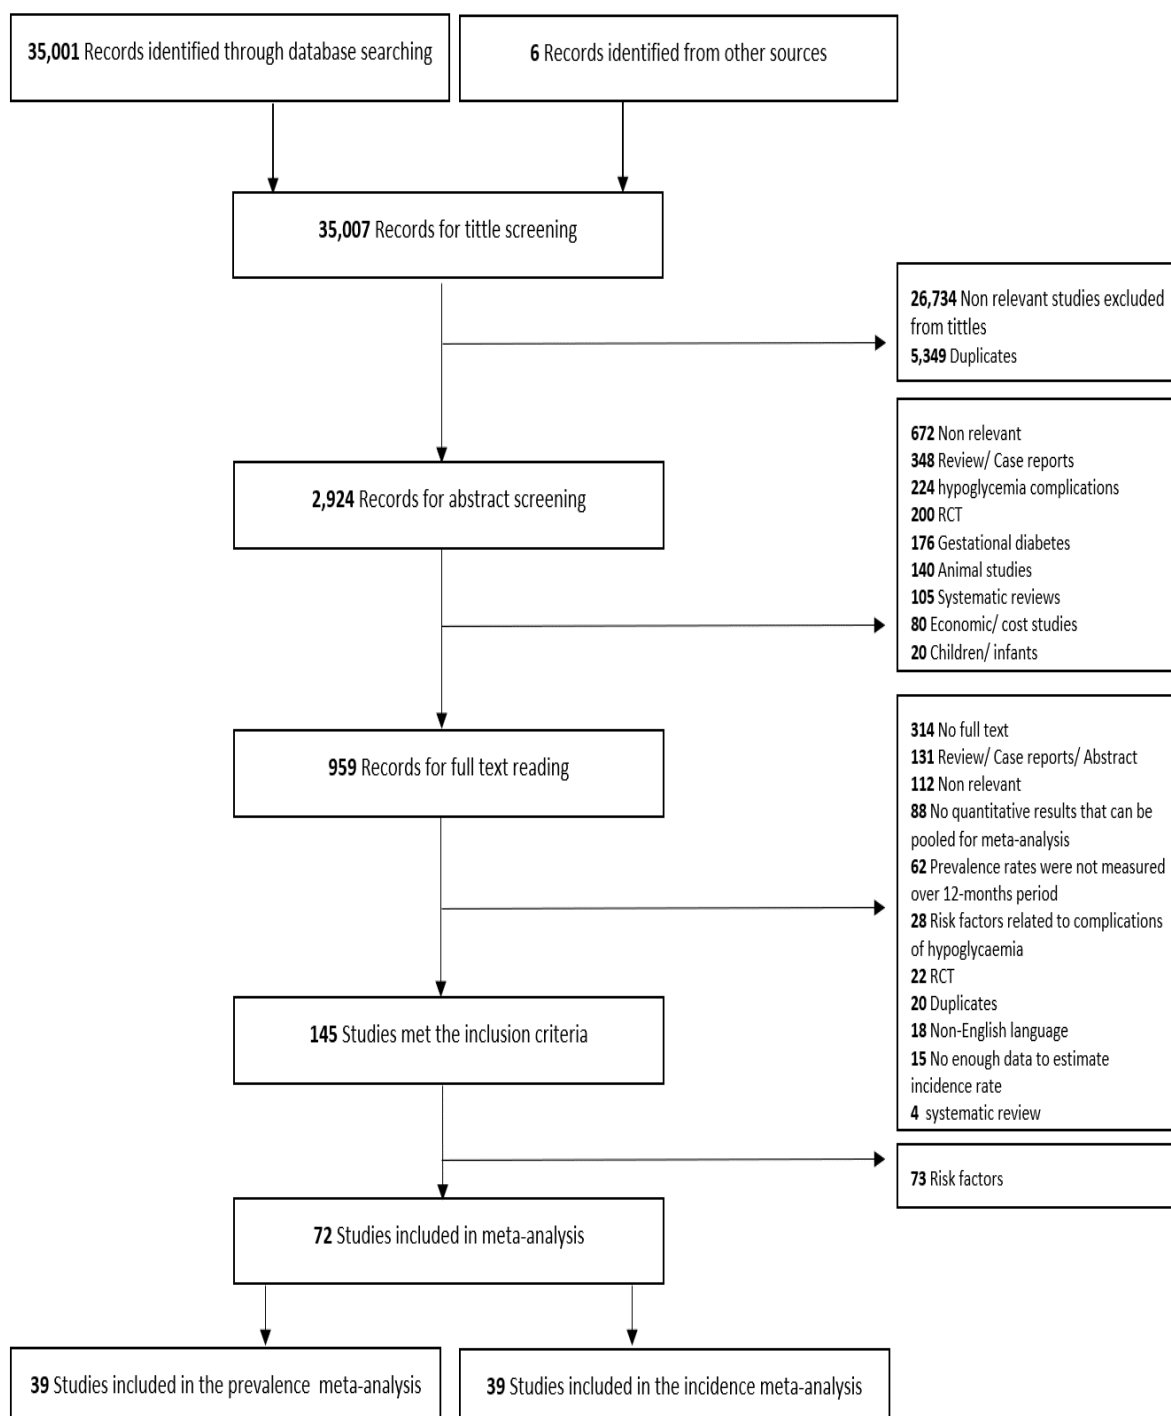 35,001 Records identified through database searching
6 Records identified from other sources
35,007 Records for tittle screening
26,734 Non relevant studies excluded
from tittles
5,349 Duplicates
2,924 Records for abstract screening
672 Non relevant
348 Review/ Case reports
224 hypoglycemia complications
200 RCT
176 Gestational diabetes
140 Animal studies
105 Systematic reviews
80 Economic/ cost studies
20 Children/ infants
959 Records for full text reading
314 No full text
131 Review/ Case reports/ Abstract
112 Non relevant
88 No quantitative results that can be
pooled for meta-analysis
62 Prevalence rates were not measured
over 12-months period
28 Risk factors related to complications
of hypoglycaemia
22 RCT
20 Duplicates
18 Non-English language
15 No enough data to estimate
incidence rate
4 systematic review
145 Studies met the inclusion criteria
73 Risk factors
72 Studies included in meta-analysis
39 Studies included in the prevalence meta-analysis
39 Studies included in the incidence meta-analysis